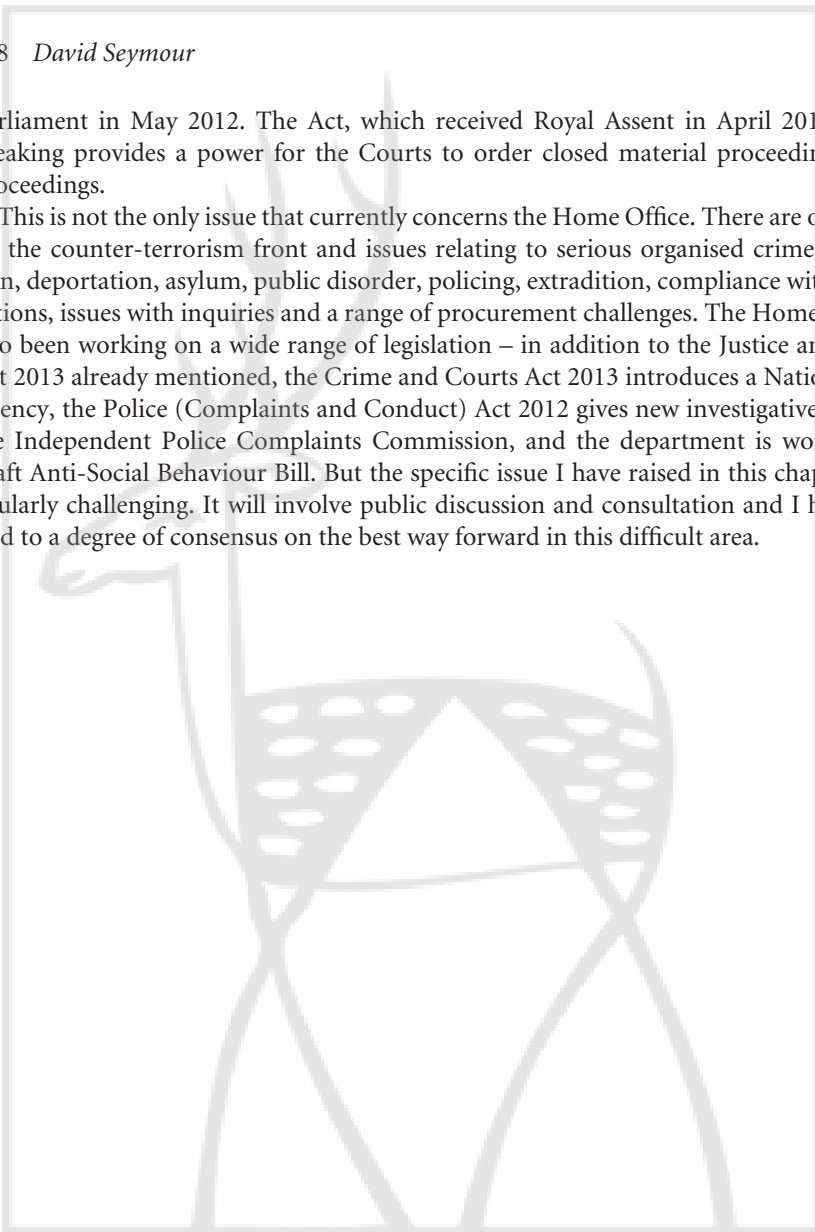 8 David Seymour
rliament in May 2012. The Act, which received Royal Assent in April 201
eaking provides a power for the Courts to order closed material proceedin
oceedings.
This is not the only issue that currently concerns the Home Office. There are o
the counter-terrorism front and issues relating to serious organised crime
n, deportation, asylum, public disorder, policing, extradition, compliance wit
tions, issues with inquiries and a range of procurement challenges. The Home
o been working on a wide range of legislation – in addition to the Justice an
t 2013 already mentioned, the Crime and Courts Act 2013 introduces a Natio
ency, the Police (Complaints and Conduct) Act 2012 gives new investigative
e Independent Police Complaints Commission, and the department is wor
aft Anti-Social Behaviour Bill. But the specific issue I have raised in this chap
ularly challenging. It will involve public discussion and consultation and I h
d to a degree of consensus on the best way forward in this difficult area.